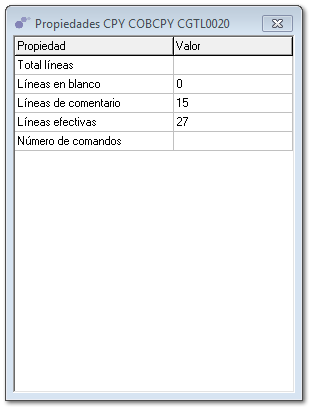 Propiedades CPY COBCPY CGTL0020
Propiedad Valor
Total líneas
Líneas en blanco 0
Líneas de comentario 15
Líneas efectivas 27
Número de comandos